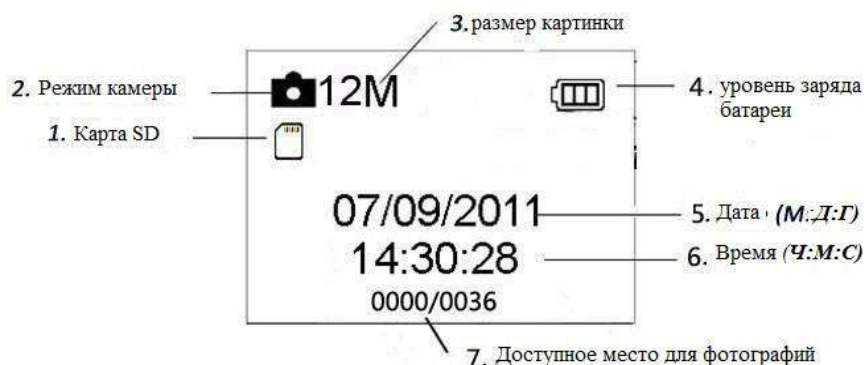 3. размер картинки
2. Режим камеры
12M
4. уровень заряда
батареи
1. Карта SD
07/09/2011
5. Дата (М:Д:Г)
14:30:28
6. Время (Ч:М:С)
0000/0036
7. Доступное место для фотографий